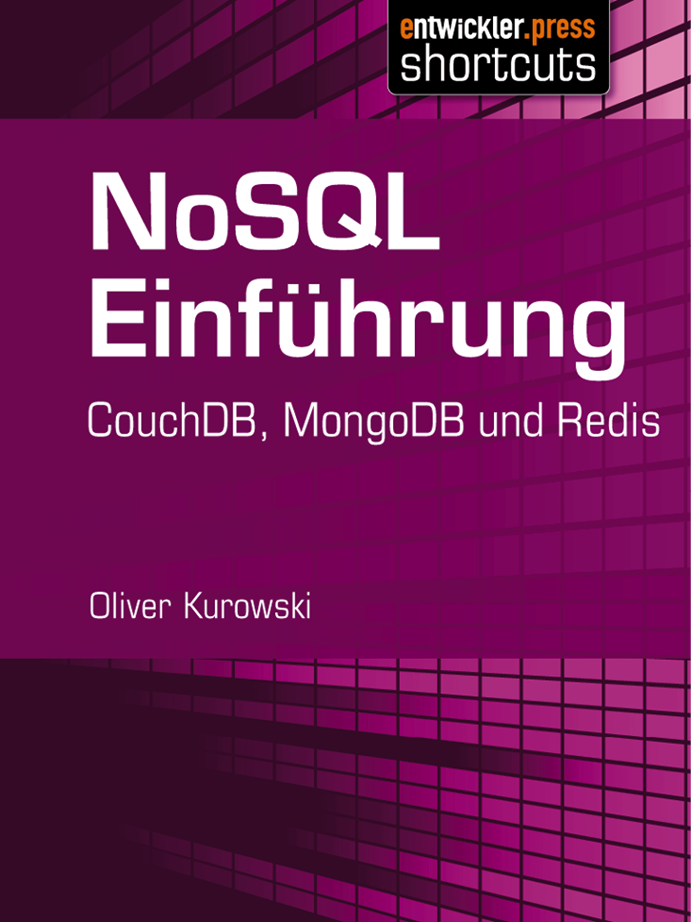 entwickler.press
shortcuts
NoSQL
Einführung
CouchDB, MongoDB und Redis
Oliver Kurowski